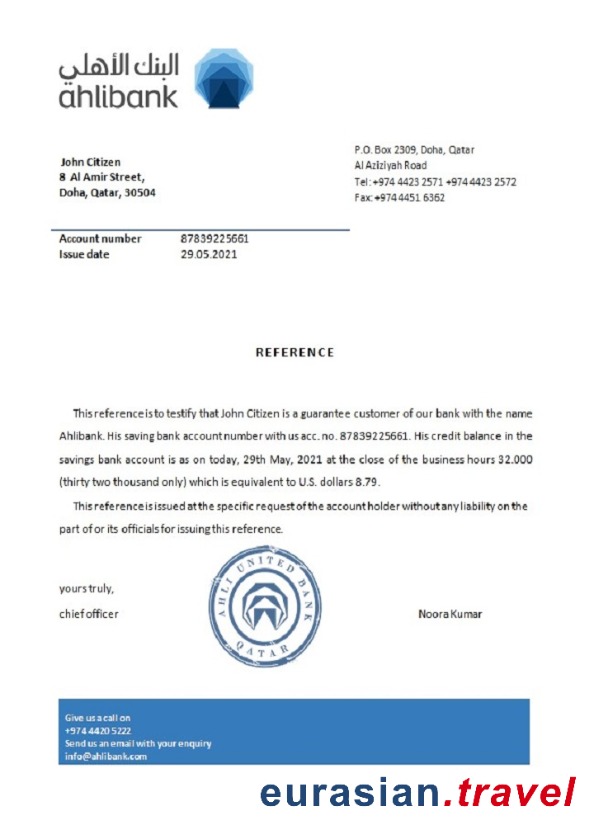 البنك الأهلي
ahlibank
John Citizen
8 Al Amir Street,
Doha, Qatar, 30504
P.O. Box 2309, Doha, Qatar
Al Aziziyah Road
Tel: +974 4423 2571 +974 4423 2572
Fax: +974 4451 6362
Account number 87839225661
Issue date 29.05.2021
REFERENCE
This reference is to testify that John Citizen is a guarantee customer of our bank with the name
Ahlibank. His saving bank account number with us acc. no. 87839225661. His credit balance in the
savings bank account is as on today, 29th May, 2021 at the close of the business hours 32.000
(thirty two thousand only) which is equivalent to U.S. dollars 8.79.
This reference is issued at the specific request of the account holder without any liability on the
part of or its officials for issuing this reference.
yours truly,
chief officer
AHLI UNITED BANK
QATAR
Noora Kumar
Give us a call on
+974 4420 5222
Send us an email with your enquiry
info@ahlibank.com
eurasian.travel